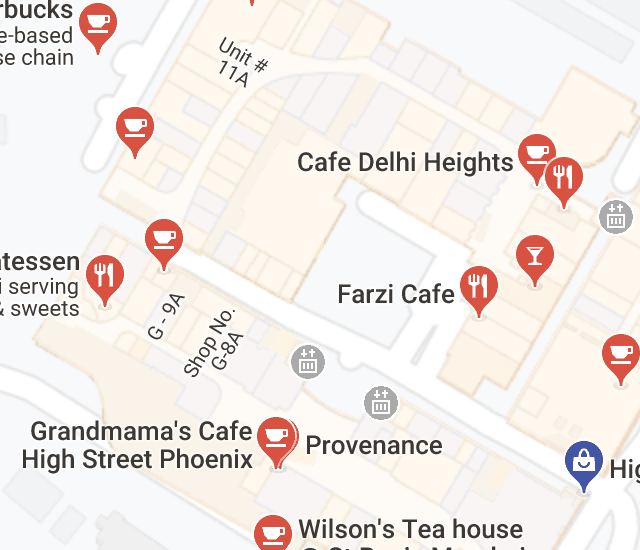 rbucks
e-based
se chain
Unit #
11A
Cafe Delhi Heights
atessen
i serving
& sweets
Farzi Cafe
G - 9A
Shop No.
G-8A
Grandmama's Cafe
High Street Phoenix
Provenance
Hig
Wilson's Tea house